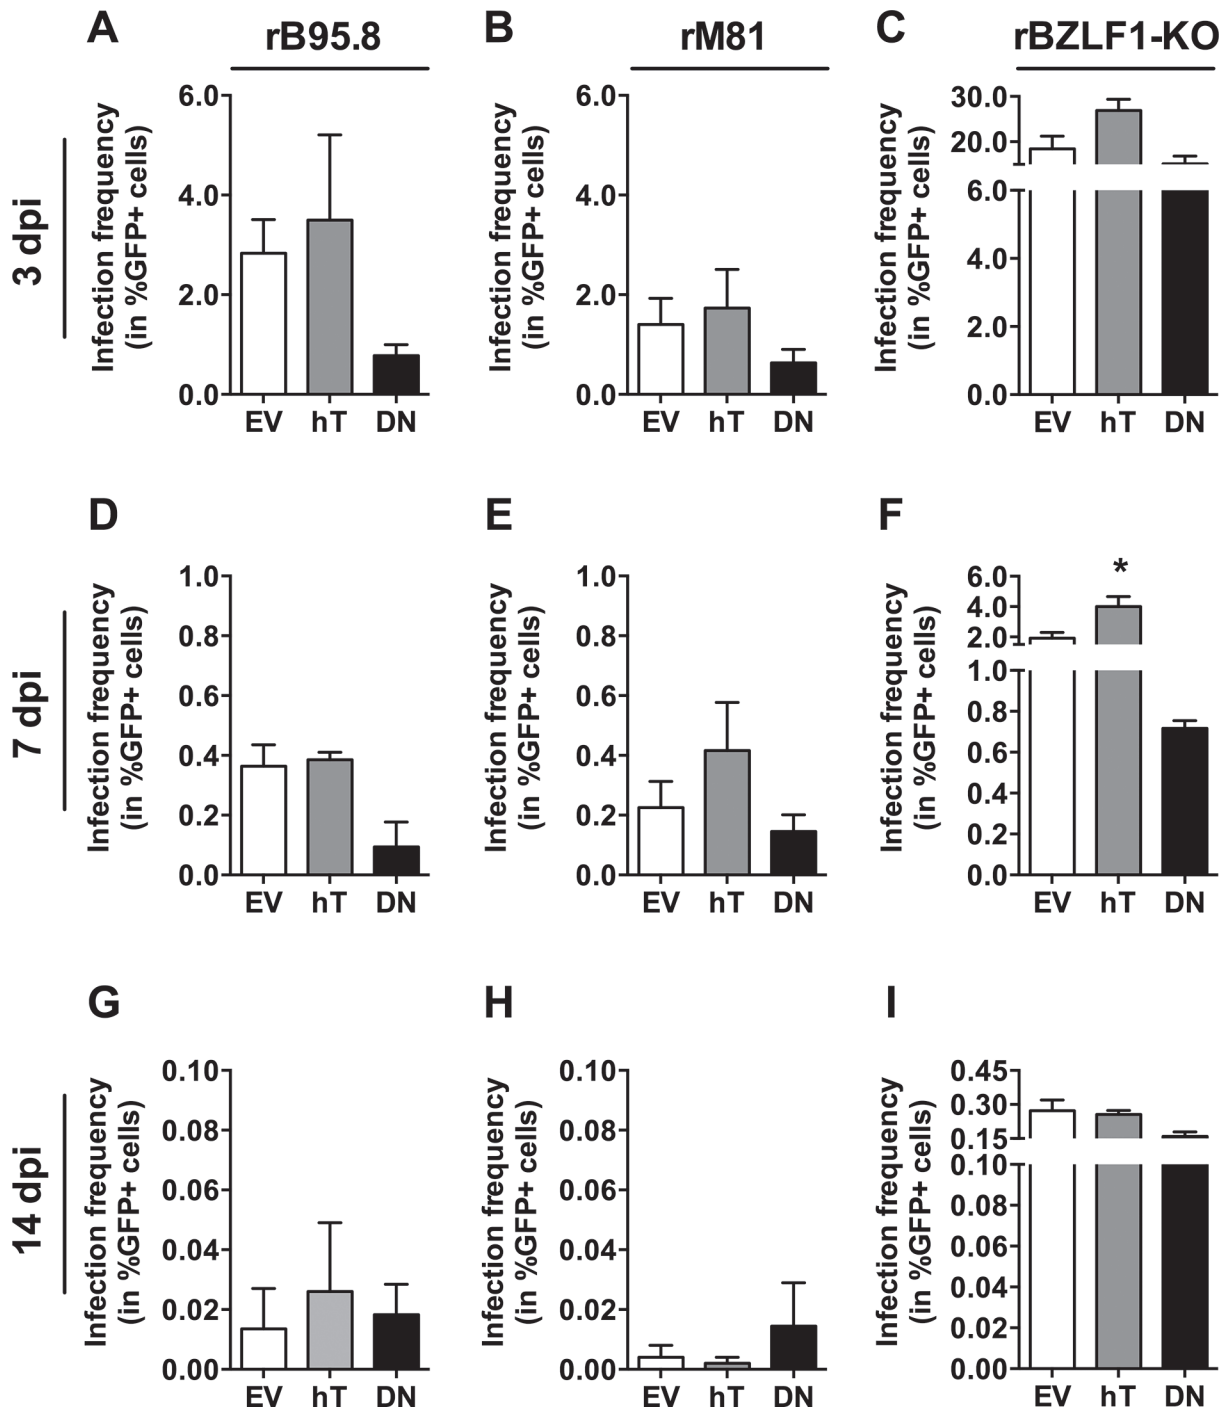 A
rB95.8
B
rM81
C
rBZLF1-KO
3 dpi
Infection frequency
(in %GFP+ cells)
6.0
4.0
2.0
0.0
EV hT DN
Infection frequency
(in %GFP+ cells)
6.0
4.0
2.0
0.0
EV hT DN
Infection frequency
(in %GFP+ cells)
30.0
20.0
6.0
4.0
2.0
0.0
EV hT DN
D
E
F
7 dpi
Infection frequency
(in %GFP+ cells)
1.0
0.8
0.6
0.4
0.2
0.0
EV hT DN
Infection frequency
(in %GFP+ cells)
1.0
0.8
0.6
0.4
0.2
0.0
EV hT DN
Infection frequency
(in %GFP+ cells)
*
6.0
4.0
2.0
1.0
0.8
0.6
0.4
0.2
0.0
EV hT DN
G
H
I
14 dpi
Infection frequency
(in %GFP+ cells)
0.10
0.08
0.06
0.04
0.02
0.00
EV hT DN
Infection frequency
(in %GFP+ cells)
0.10
0.08
0.06
0.04
0.02
0.00
EV hT DN
Infection frequency
(in %GFP+ cells)
0.45
0.30
0.15
0.10
0.08
0.06
0.04
0.02
0.00
EV hT DN